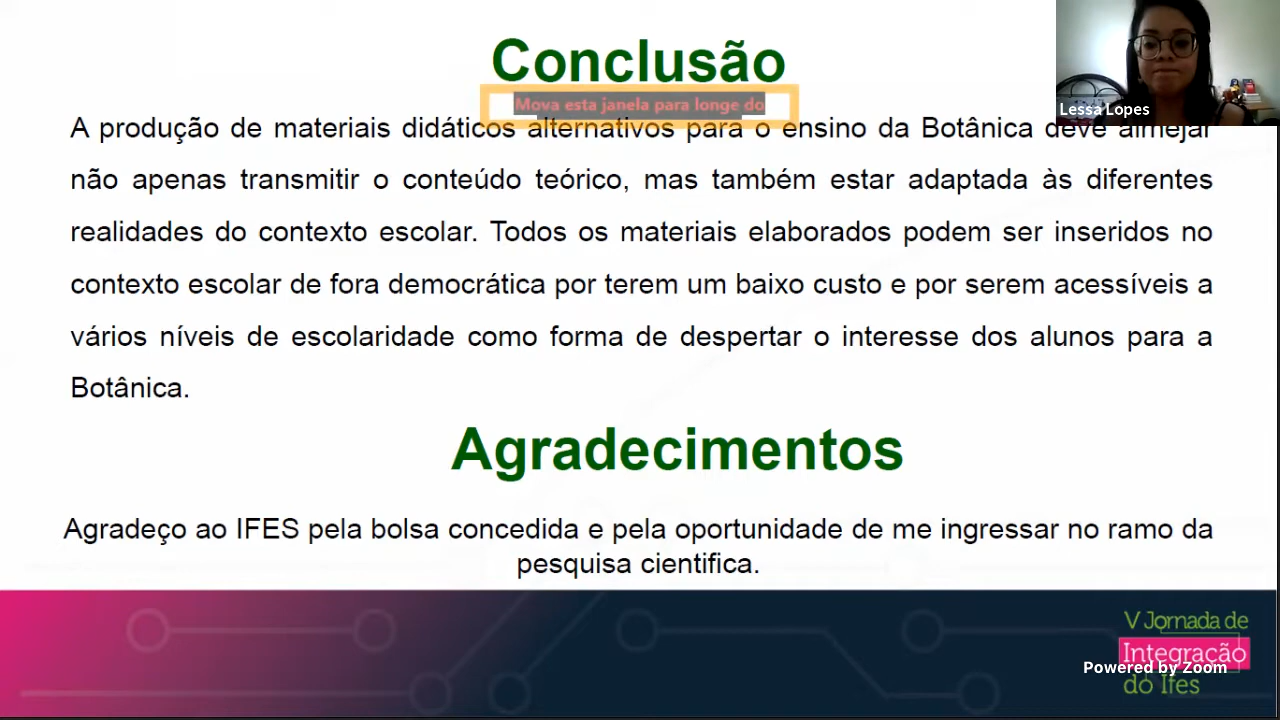 Conclusão
Mova esta janela para longe do
A produção de materiais didáticos alternativos para o ensino da Botânica deve almejar
não apenas transmitir o conteúdo teórico, mas também estar adaptada às diferentes
realidades do contexto escolar. Todos os materiais elaborados podem ser inseridos no
contexto escolar de fora democrática por terem um baixo custo e por serem acessíveis a
vários níveis de escolaridade como forma de despertar o interesse dos alunos para a
Botânica.
Agradecimentos
Agradeço ao IFES pela bolsa concedida e pela oportunidade de me ingressar no ramo da
pesquisa cientifica.
Lessa Lopes
V Jornada de
Integração
do Ifes
Powered by Zoom